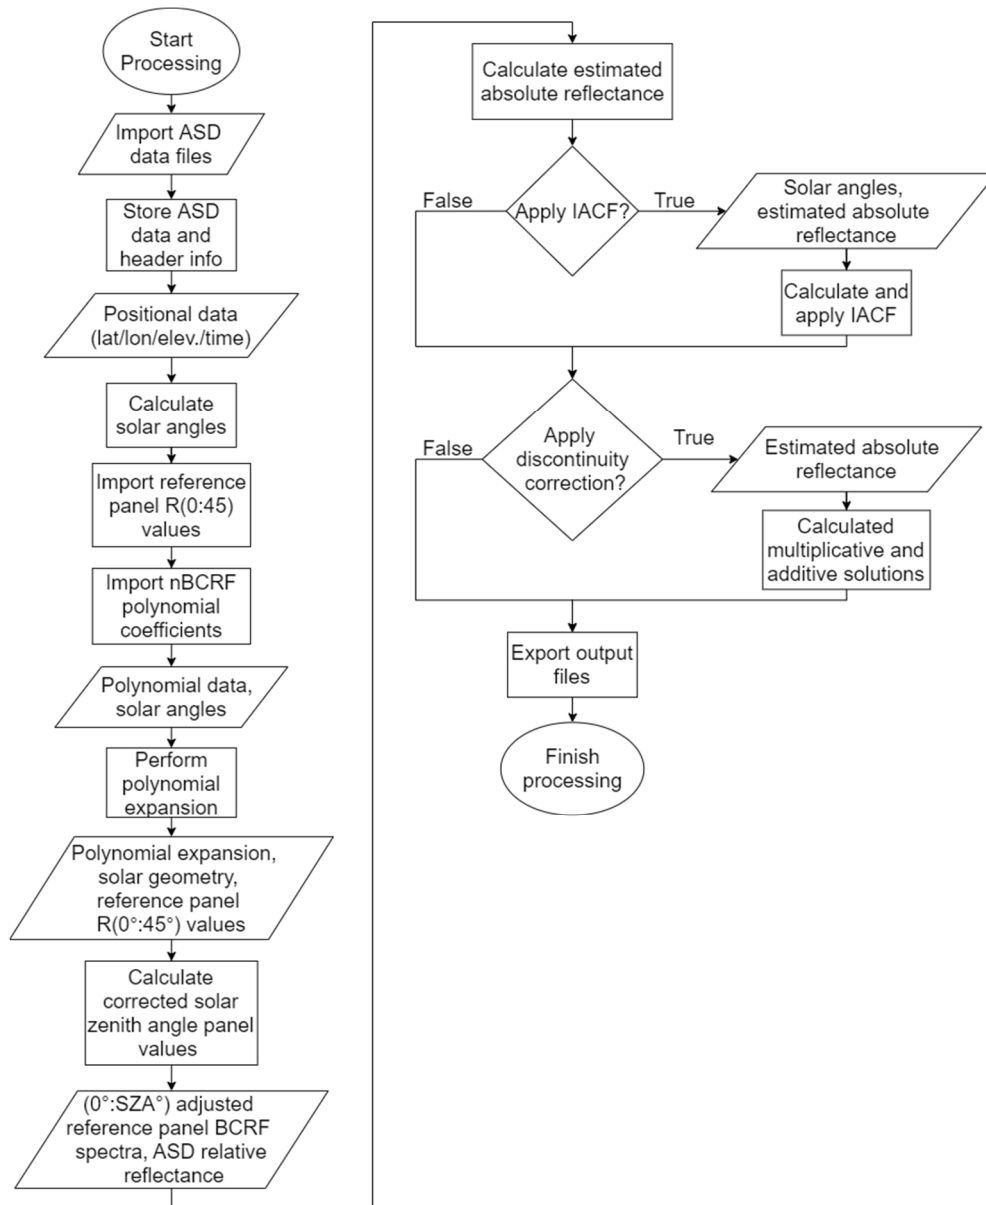 Start
Processing
Import ASD
data files
Store ASD
data and
header info
Positional data
(lat/lon/elev./time)
Calculate
solar angles
Import reference
panel R(0:45)
values
Import nBCRF
polynomial
coefficients
Polynomial data,
solar angles
Perform
polynomial
expansion
Polynomial expansion,
solar geometry,
reference panel
R(0°:45°) values
Calculate
corrected solar
zenith angle panel
values
(0°:SZA°) adjusted
reference panel BCRF
spectra, ASD relative
reflectance
Calculate estimated
absolute reflectance
False
Apply IACF?
True
Solar angles,
estimated absolute
reflectance
Calculate and
apply IACF
False
Apply
discontinuity
correction?
True
Estimated absolute
reflectance
Calculated
multiplicative and
additive solutions
Export output
files
Finish
processing